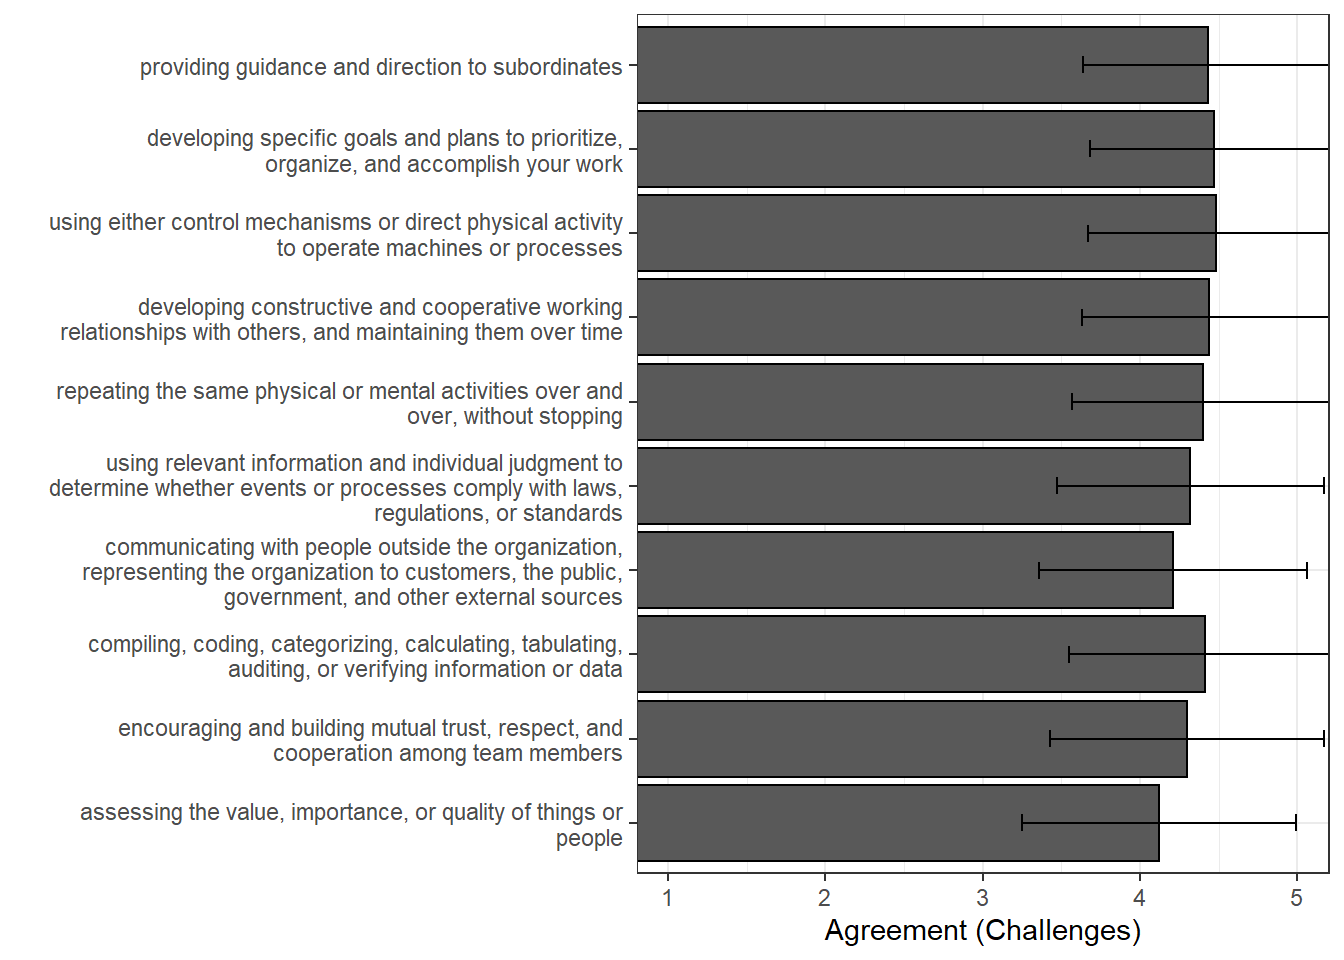 providing guidance and direction to subordinates
developing specific goals and plans to prioritize,
organize, and accomplish your work
using either control mechanisms or direct physical activity
to operate machines or processes
developing constructive and cooperative working
relationships with others, and maintaining them over time
repeating the same physical or mental activities over and
over, without stopping
using relevant information and individual judgment to
determine whether events or processes comply with laws,
regulations, or standards
communicating with people outside the organization,
representing the organization to customers, the public,
government, and other external sources
compiling, coding, categorizing, calculating, tabulating,
auditing, or verifying information or data
encouraging and building mutual trust, respect, and
cooperation among team members
assessing the value, importance, or quality of things or
people
1 2 3 4 5
Agreement (Challenges)